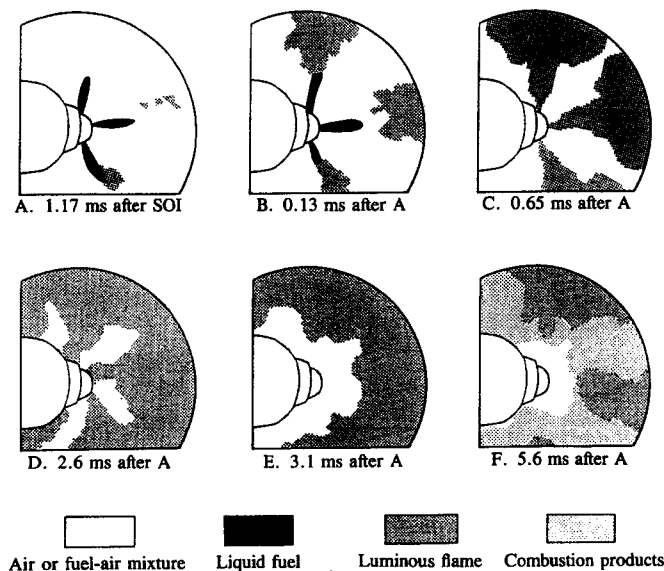 A. 1.17 ms after SOI
B. 0.13 ms after A
C. 0.65 ms after A
D. 2.6 ms after A
E. 3.1 ms after A
F. 5.6 ms after A
Air or fuel-air mixture
Liquid fuel
Luminous flame
Combustion products